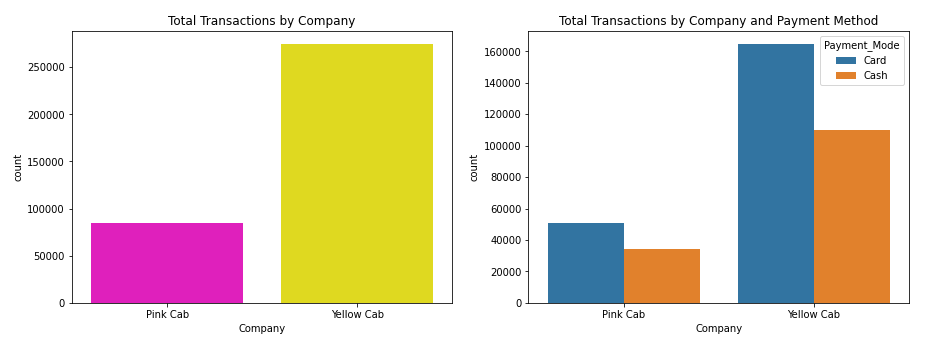 Total Transactions by Company
count
250000
200000
150000
100000
50000
0
Pink Cab
Yellow Cab
Company
Total Transactions by Company and Payment Method
count
160000
140000
120000
100000
80000
60000
40000
20000
0
Payment_Mode
Card
Cash
Pink Cab
Yellow Cab
Company